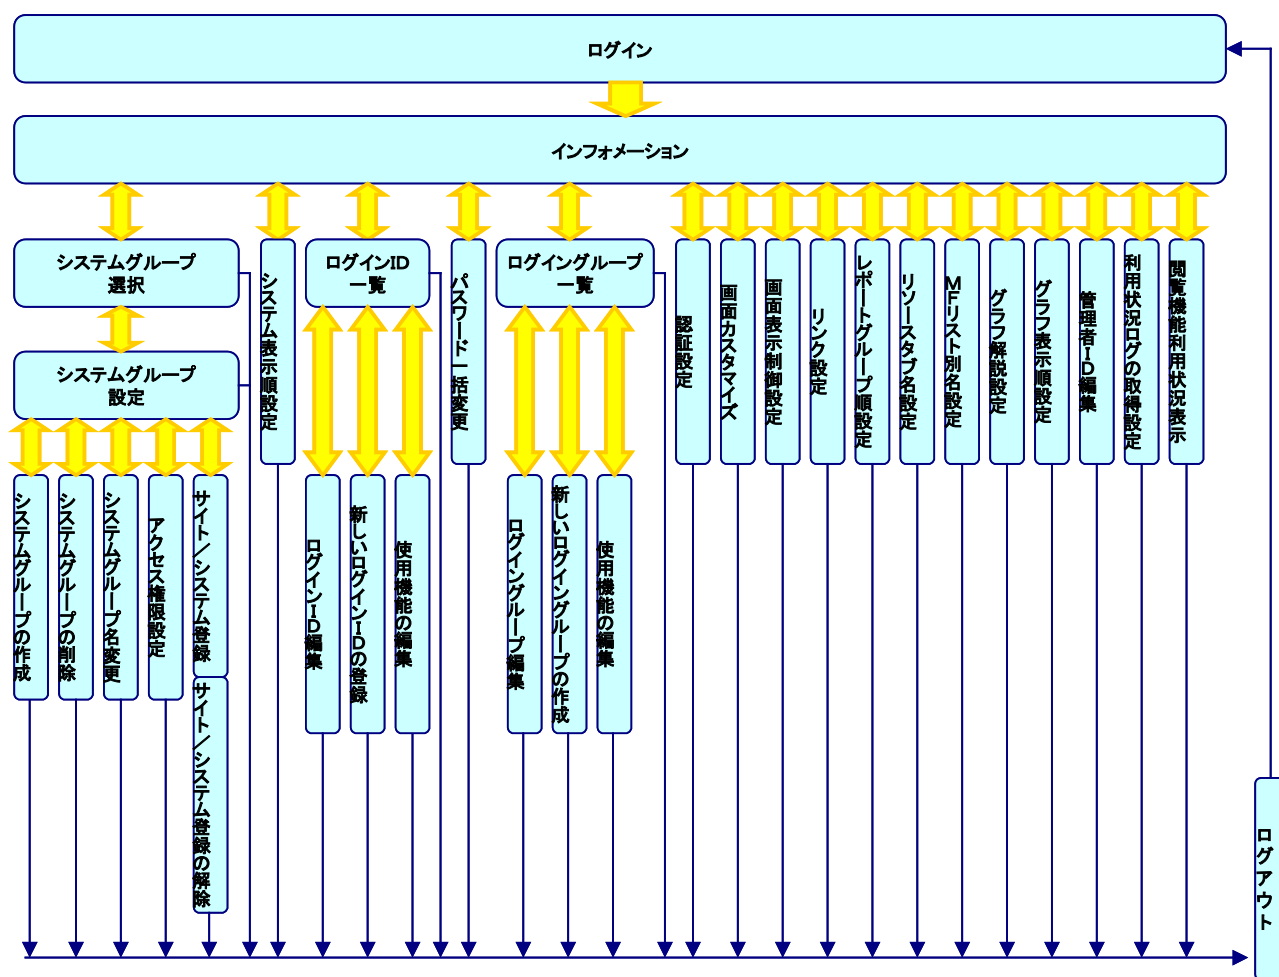 ログイン
インフォメーション
システムグループ
選択
システム表示順設定
ログインID
一覧
パスワード一括変更
ログイングループ
一覧
認証設定
画面カスタマイズ
画面表示制御設定
リンク設定
レポートグループ順設定
リソースタブ名設定
MFリスト別名設定
グラフ解説設定
グラフ表示順設定
管理者ID編集
利用状況ログの取得設定
閲覧機能利用状況表示
システムグループ
設定
システムグループの作成
システムグループの削除
システムグループ名変更
アクセス権限設定
サイト/システム登録
サイト/システム登録の解除
ログインID編集
新しいログインIDの登録
使用機能の編集
ログイングループ編集
新しいログイングループの作成
使用機能の編集
ログアウト